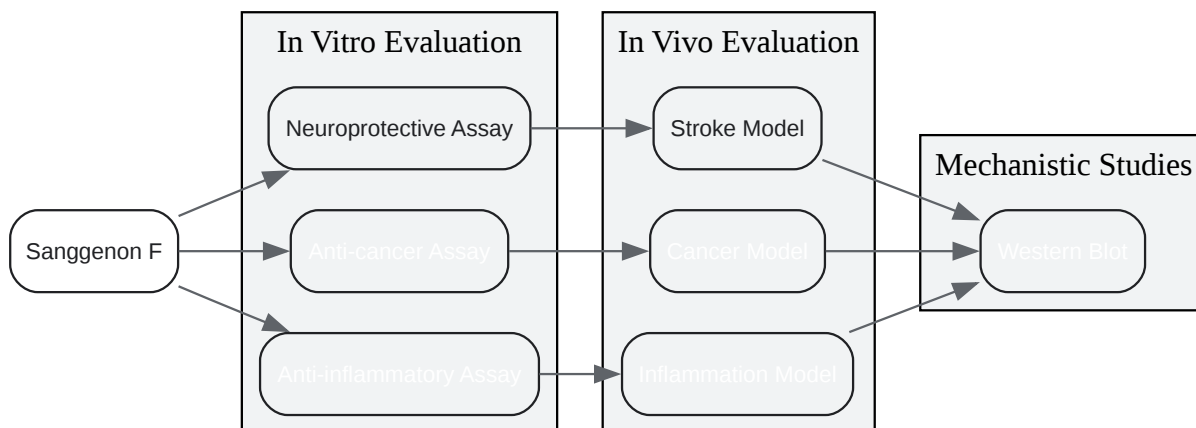 In Vitro Evaluation
In Vivo Evaluation
Mechanistic Studies
Sanggenon F
Neuroprotective Assay
Stroke Model
Anti-cancer Assay
Cancer Model
Western Blot
Anti-inflammatory Assay
Inflammation Model